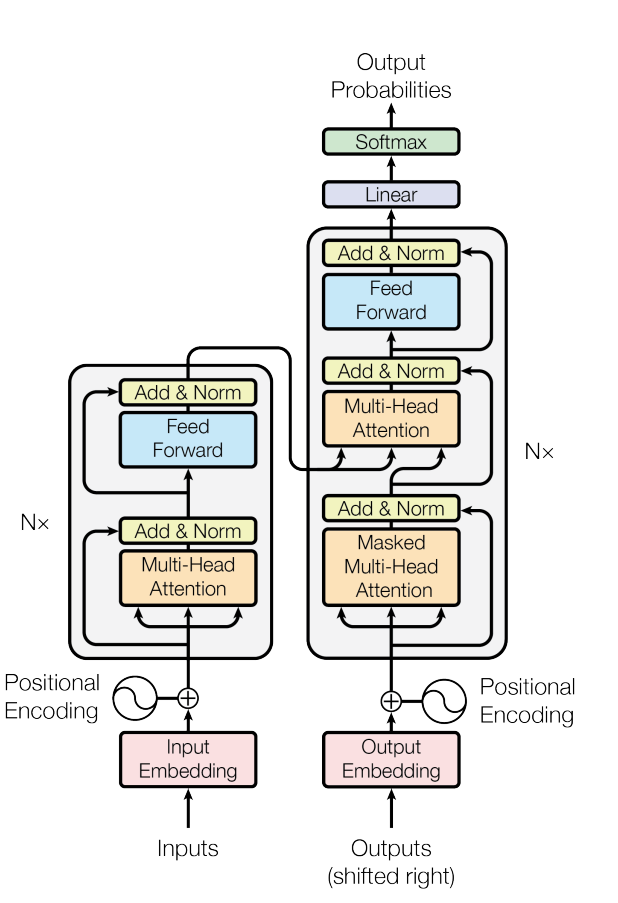 Output
Probabilities
Softmax
Linear
Add & Norm
Feed
Forward
Add & Norm
Multi-Head
Attention
Add & Norm
Masked
Multi-Head
Attention
Nx
Positional
Encoding
Output
Embedding
Outputs
(shifted right)
Add & Norm
Feed
Forward
Add & Norm
Multi-Head
Attention
N×
Positional
Encoding
Input
Embedding
Inputs